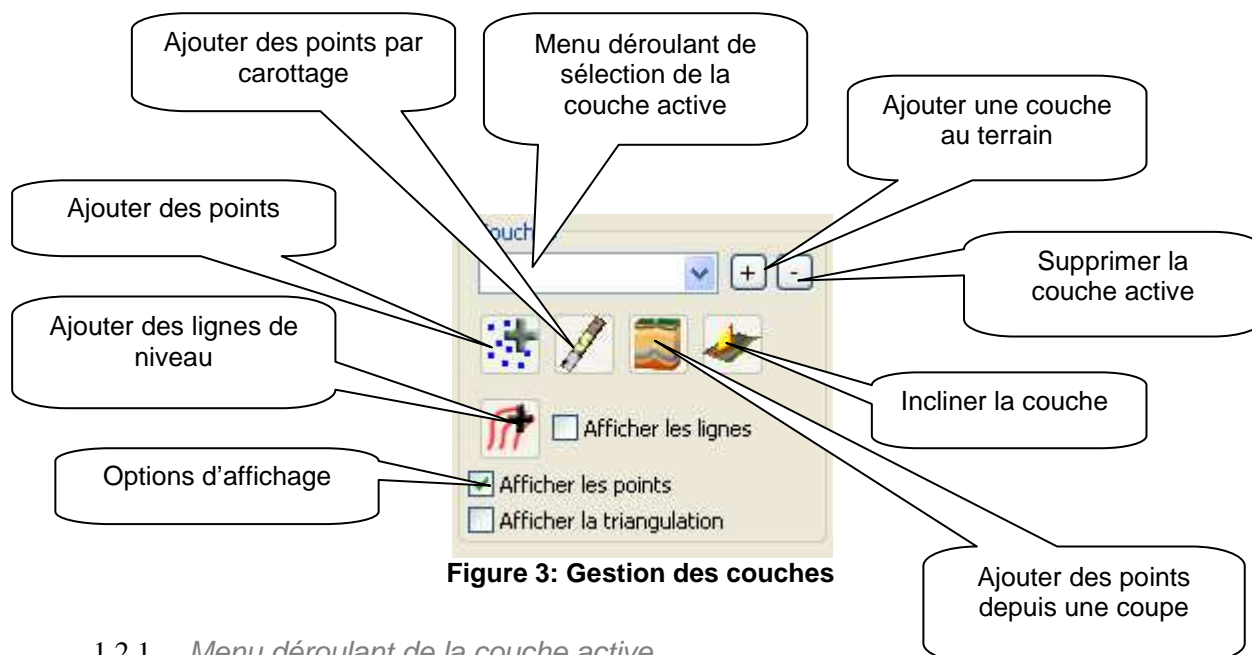 Ajouter des points par
carottage
Menu déroulant de
sélection de la
couche active
Ajouter une couche
au terrain
Ajouter des points
Supprimer la
couche active
Ajouter des lignes de
niveau
Incliner la couche
Afficher les lignes
Options d'affichage
Afficher les points
Afficher la triangulation
Ajouter des points
depuis une coupe
Figure 3: Gestion des couches
1.2.1 Menu déroulant de la couche active